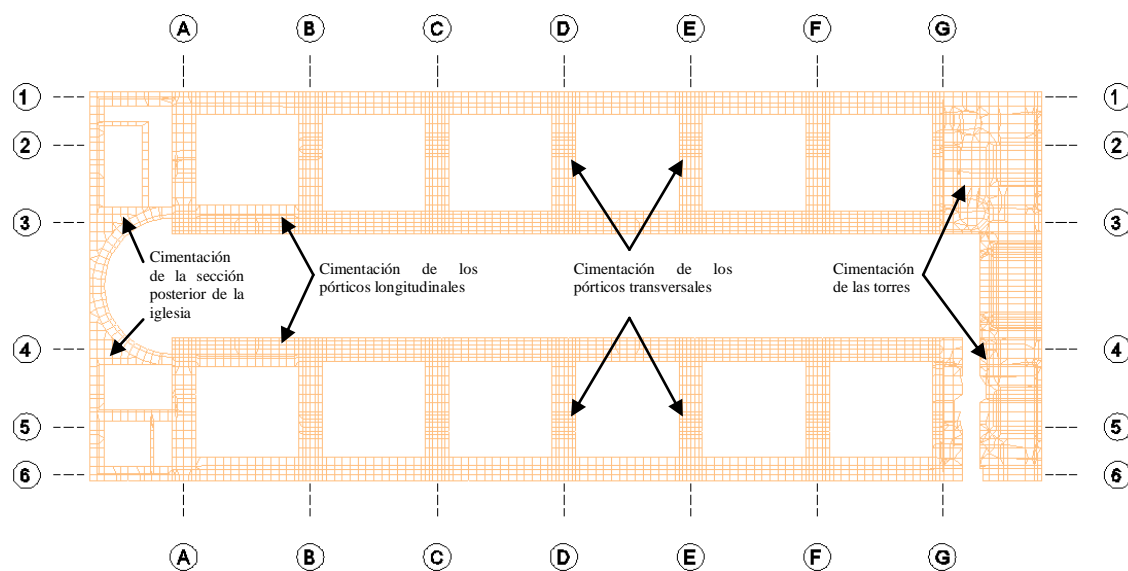 A B C D E F G
1 1
2 2
3 3
Cimentación
de la sección
posterior de la
iglesia
Cimentación de los
pórticos longitudinales
Cimentación de los
pórticos transversales
Cimentación
de las torres
4 4
5 5
6 6
A B C D E F G